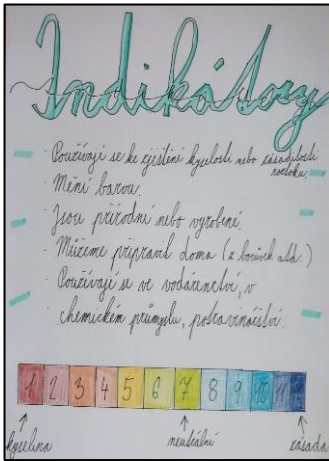 Indikátory
- Používají se ke zjištění kyselosti nebo zásaditosti
roztoku.
- Mění barvu.
- Jsou přírodní nebo vyrobené.
- Můžeme připravit doma (z borůvek atd.)
- Používají se ve vodárenství, v
chemickém průmyslu, potravinářství.
1 2 3 4 5 6 7 8 9 10 11
kyselina neutrální zásada